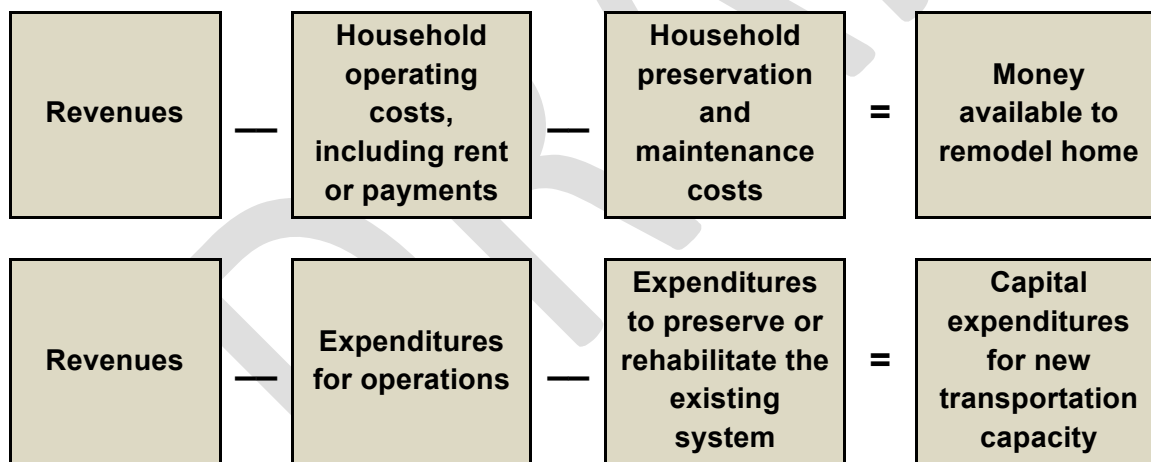 Revenues
—
Household
operating
costs,
including rent
or payments
—
Household
preservation
and
maintenance
costs
=
Money
available to
remodel home
Revenues
—
Expenditures
for operations
—
Expenditures
to preserve or
rehabilitate the
existing
system
=
Capital
expenditures
for new
transportation
capacity